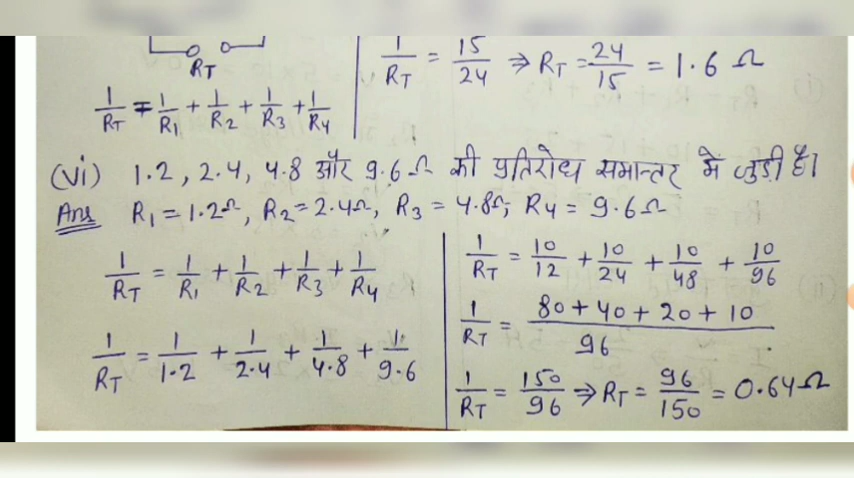 RT
1/RT = 1/R1 + 1/R2 + 1/R3 + 1/R4
1/RT = 15/24 ⇒ RT = 24/15 = 1.6 Ω
(vi) 1.2, 2.4, 4.8 और 9.6Ω की प्रतिरोध समान्तर में जुड़ी है।
Ans R1 = 1.2Ω, R2 = 2.4Ω, R3 = 4.8Ω, R4 = 9.6Ω
1/RT = 1/R1 + 1/R2 + 1/R3 + 1/R4
1/RT = 1/1.2 + 1/2.4 + 1/4.8 + 1/9.6
1/RT = 10/12 + 10/24 + 10/48 + 10/96
1/RT = 80+40+20+10/96
1/RT = 150/96 ⇒ RT = 96/150 = 0.64Ω